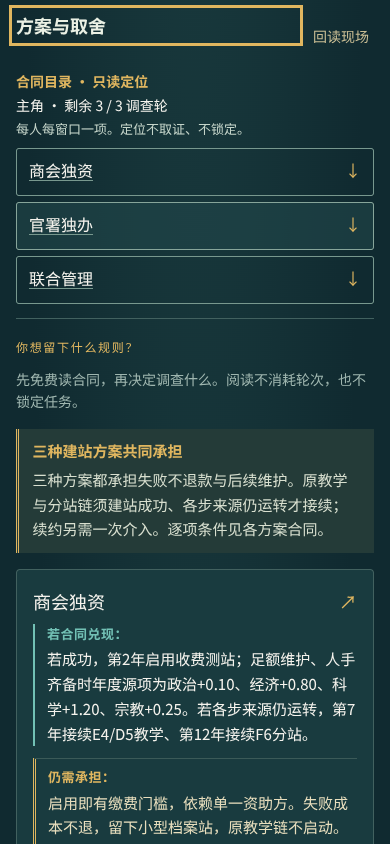 方案与取舍
回读现场
合同目录 · 只读定位
主角 · 剩余 3 / 3 调查轮
每人每窗口一项。定位不取证、不锁定。
商会独资 ↓
官署独办 ↓
联合管理 ↓
你想留下什么规则？
先免费读合同，再决定调查什么。阅读不消耗轮次，也不
锁定任务。
三种建站方案共同承担
三种方案都承担失败不退款与后续维护。原教学
与分站链须建站成功、各步来源仍运转才接续；
续约另需一次介入。逐项条件见各方案合同。
商会独资 ↗
若合同兑现：
若成功，第2年启用收费测站；足额维护、人手
齐备时年度源项为政治+0.10、经济+0.80、科
学+1.20、宗教+0.25。若各步来源仍运转，第7
年接续E4/D5教学、第12年接续F6分站。
仍需承担：
启用即有缴费门槛，依赖单一资助方。失败成
本不退，留下小型档案站，原教学链不启动。